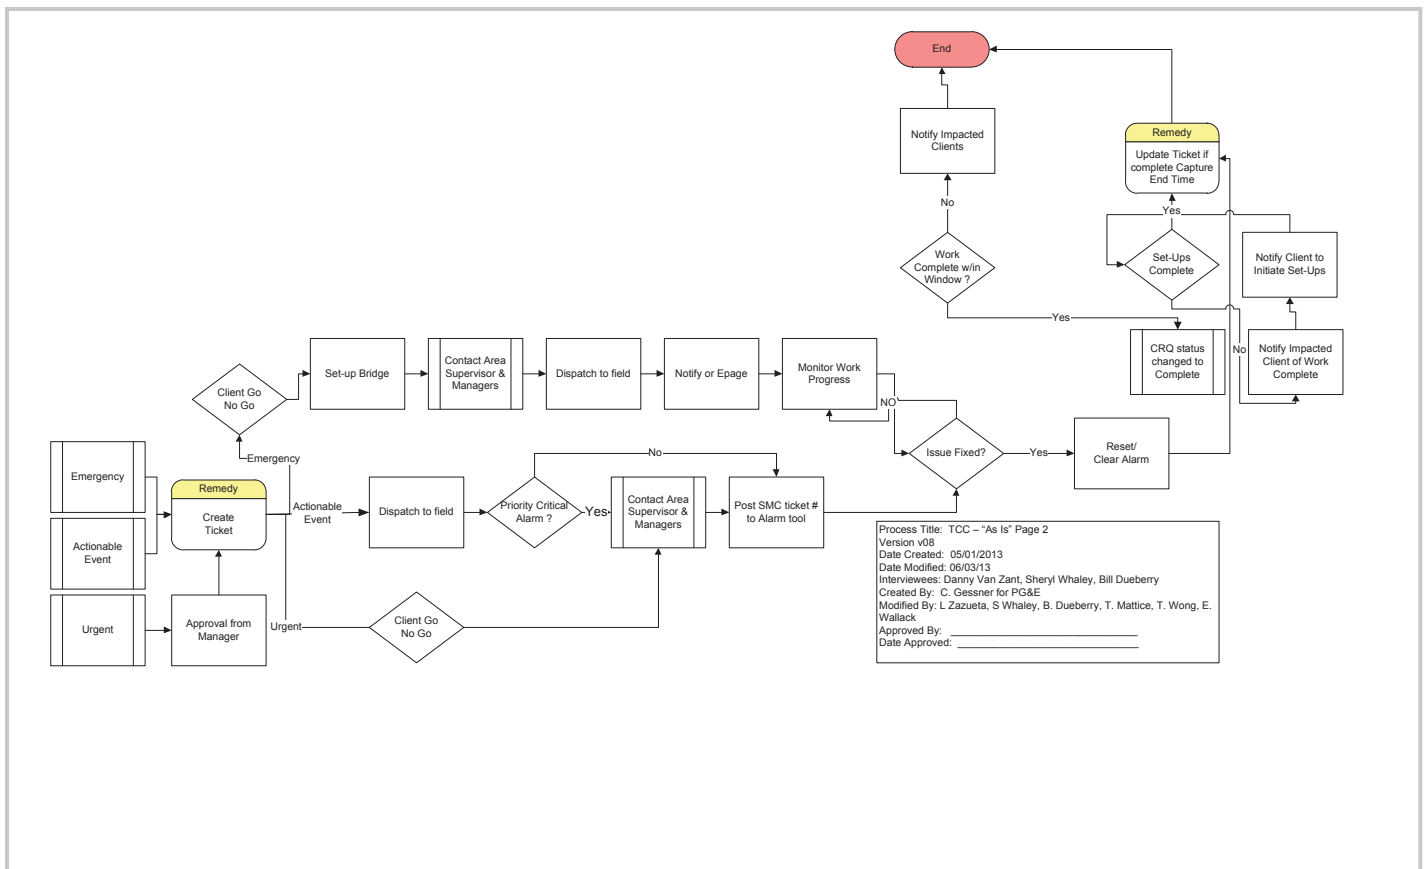 End
Notify Impacted
Clients
Remedy
Update Ticket if
complete Capture
End Time
No
Yes
Work
Complete w/in
Window ?
Set-Ups
Complete
Notify Client to
Initiate Set-Ups
Yes
CRQ status
changed to
Complete
No
Notify Impacted
Client of Work
Complete
Client Go
No Go
Set-up Bridge
Contact Area
Supervisor &
Managers
Dispatch to field
Notify or Epage
Monitor Work
Progress
NO
Emergency
Issue Fixed?
Yes
Reset/
Clear Alarm
Emergency
Remedy
Create
Ticket
Actionable
Event
Dispatch to field
No
Priority Critical
Alarm ?
Yes
Contact Area
Supervisor &
Managers
Post SMC ticket #
to Alarm tool
Actionable
Event
Urgent
Approval from
Manager
Urgent
Client Go
No Go
Process Title: TCC – “As Is” Page 2
Version v08
Date Created: 05/01/2013
Date Modified: 06/03/13
Interviewees: Danny Van Zant, Sheryl Whaley, Bill Dueberry
Created By: C. Gessner for PG&E
Modified By: L Zazueta, S Whaley, B. Dueberry, T. Mattice, T. Wong, E.
Wallack
Approved By: ________________________________
Date Approved: _______________________________